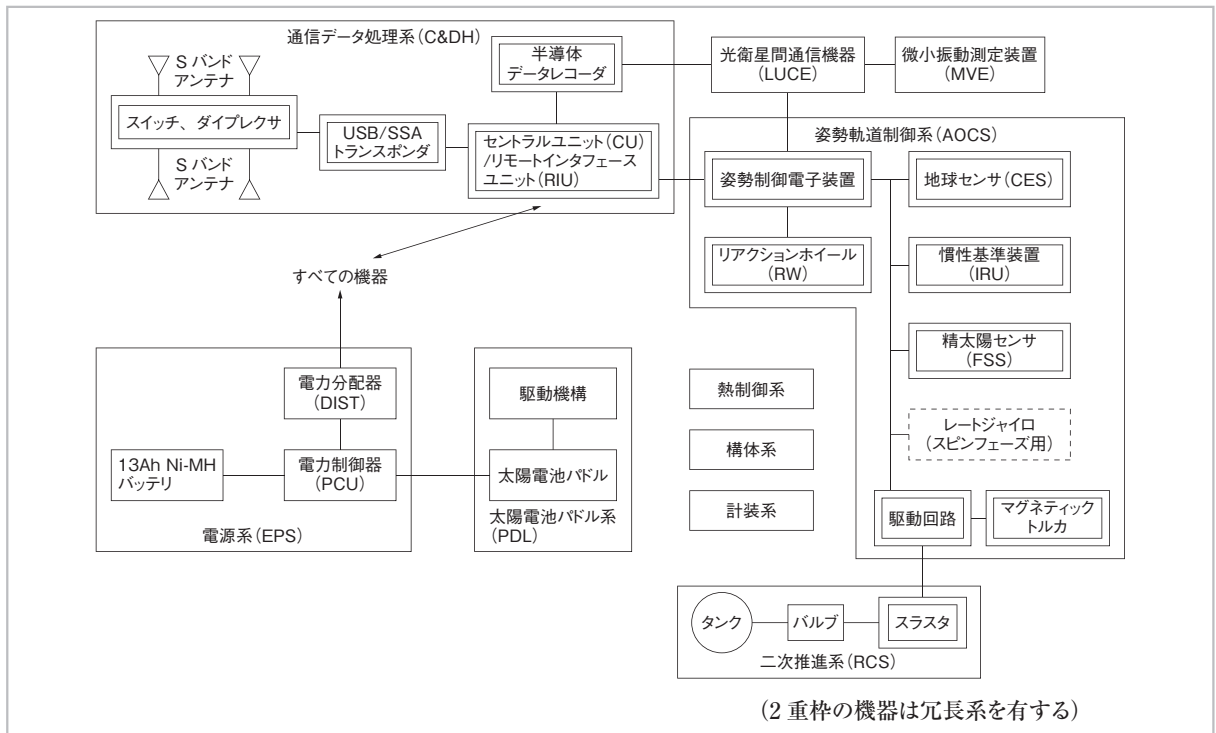 通信データ処理系(C&DH)
S バンド
アンテナ
スイッチ、ダイプレクサ
S バンド
アンテナ
USB/SSA
トランスポンダ
半導体
データレコーダ
セントラルユニット(CU)
/リモートインタフェース
ユニット(RIU)
光衛星間通信機器
(LUCE)
微小振動測定装置
(MVE)
姿勢軌道制御系(AOCS)
姿勢制御電子装置
地球センサ(CES)
リアクションホイール
(RW)
慣性基準装置
(IRU)
精太陽センサ
(FSS)
レートジャイロ
(スピンフェーズ用)
駆動回路
マグネティック
トルカ
すべての機器
電力分配器
(DIST)
13Ah Ni-MH
バッテリ
電力制御器
(PCU)
電源系(EPS)
駆動機構
太陽電池パドル
太陽電池パドル系
(PDL)
熱制御系
構体系
計装系
タンク
バルブ
スラスタ
二次推進系(RCS)
(2 重枠の機器は冗長系を有する)